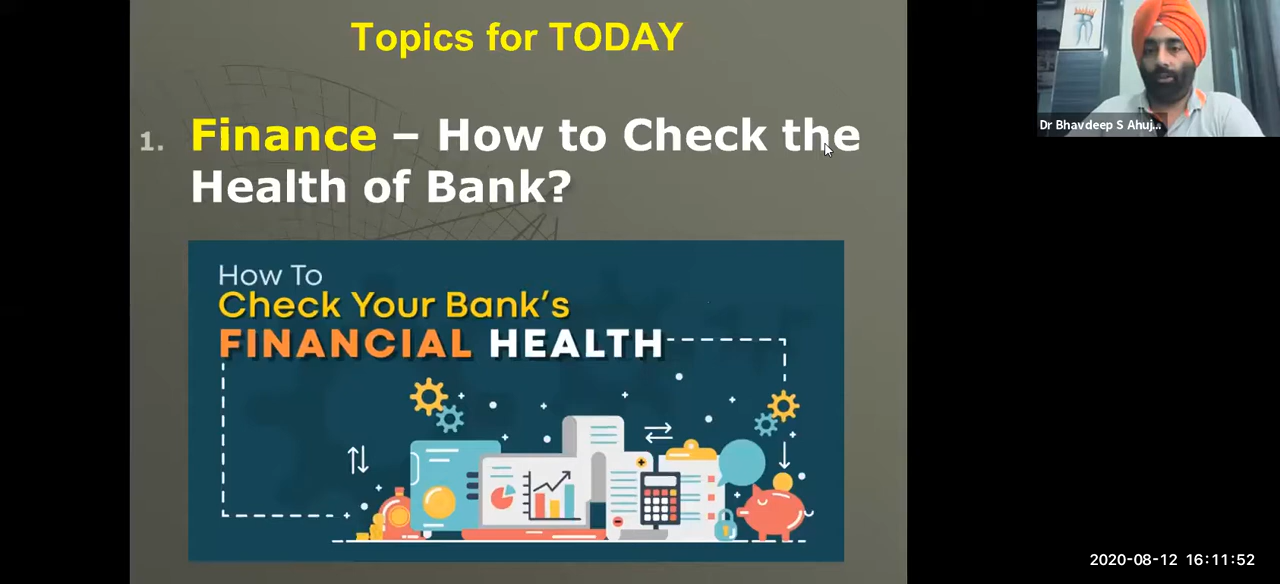 Topics for TODAY
1. Finance – How to Check the
Health of Bank?
How To
Check Your Bank's
FINANCIAL HEALTH
Dr Bhavdeep S Ahuj...
2020-08-12 16:11:52